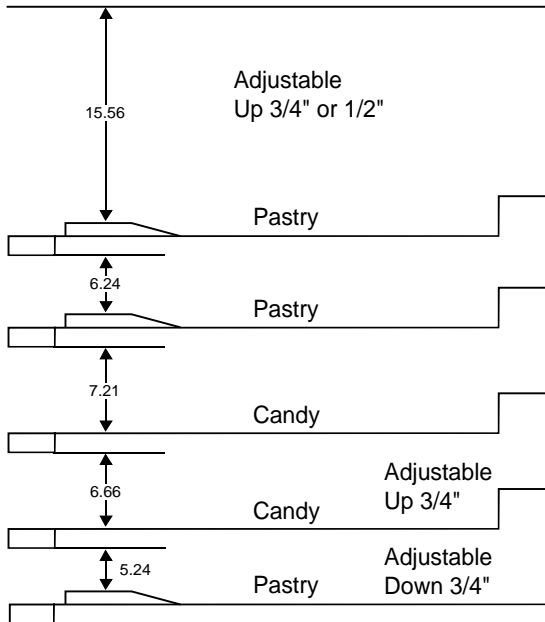 Adjustable
Up 3/4" or 1/2"
15.56
Pastry
6.24
Pastry
7.21
Candy
Adjustable
Up 3/4"
6.66
Candy
Adjustable
Down 3/4"
5.24
Pastry